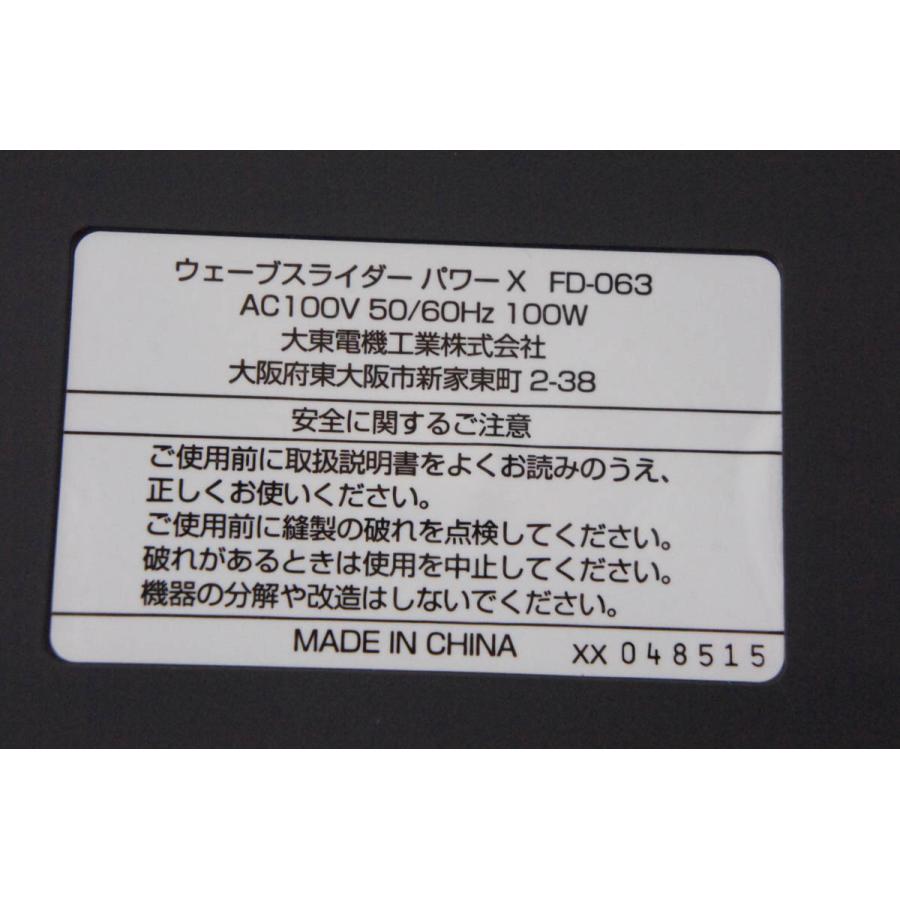 ウェーブスライダー パワーX FD-063
AC100V 50/60Hz 100W
大東電機工業株式会社
大阪府東大阪市新家東町 2-38
安全に関するご注意
ご使用前に取扱説明書をよくお読みのうえ、
正しくお使いください。
ご使用前に縫製の破れを点検してください。
破れがあるときは使用を中止してください。
機器の分解や改造はしないでください。
MADE IN CHINA XX 048515